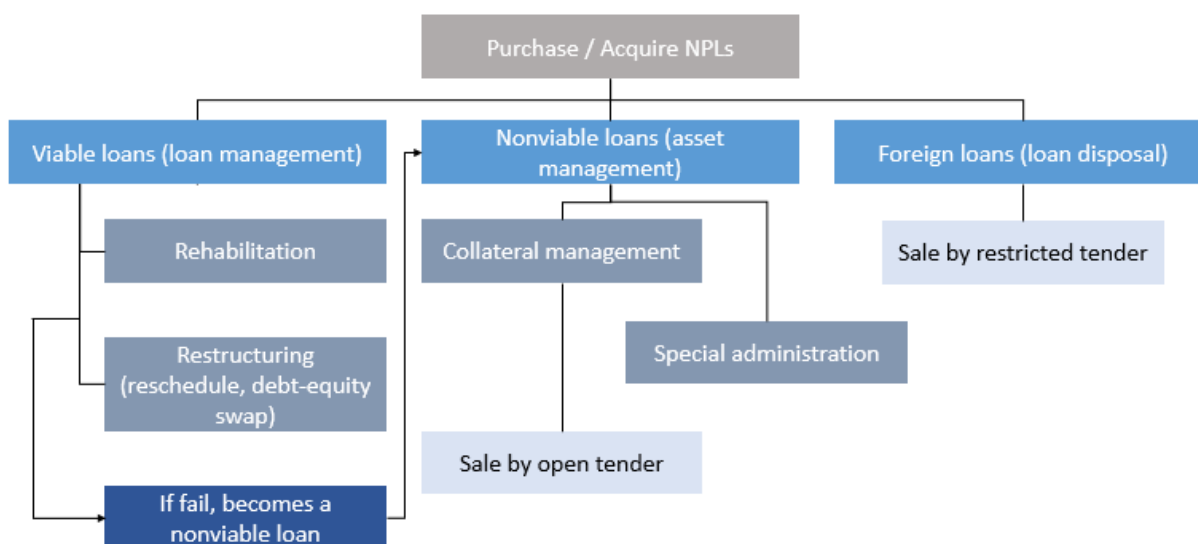 Purchase / Acquire NPLs
Viable loans (loan management)
Nonviable loans (asset
management)
Foreign loans (loan disposal)
Rehabilitation
Collateral management
Sale by restricted tender
Restructuring
(reschedule, debt-equity
swap)
Special administration
Sale by open tender
If fail, becomes a
nonviable loan